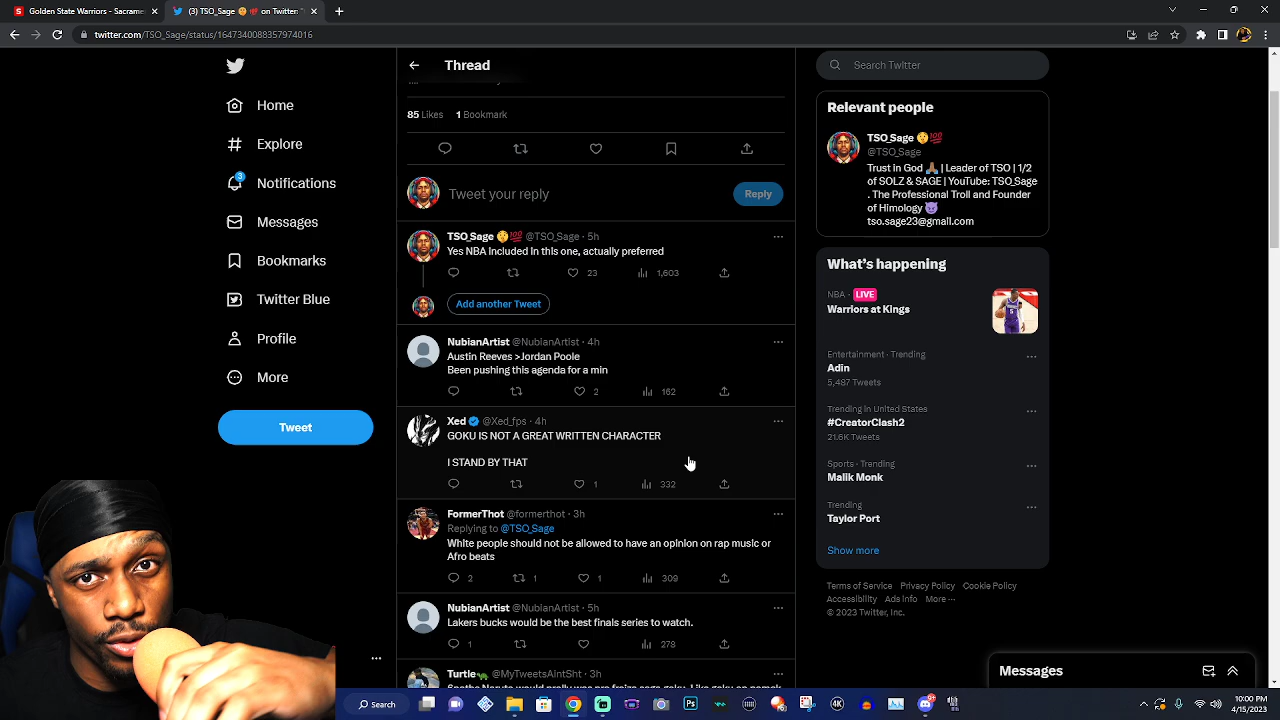 Golden State Warriors - Sacrame
(3) TSO_Sage on Twitter: "
twitter.com/TSO_Sage/status/1647340088357974016
Home
Explore
3
Notifications
Messages
Bookmarks
Twitter Blue
Profile
More
Tweet
Thread
85 Likes 1 Bookmark
Tweet your reply
Reply
TSO_Sage 🤫💯 @TSO_Sage · 5h
Yes NBA Included in this one, actually preferred
23 1,603
Add another Tweet
NubianArtist @NubianArtist · 4h
Austin Reeves >Jordan Poole
Been pushing this agenda for a min
2 162
Xed @Xed_fps · 4h
GOKU IS NOT A GREAT WRITTEN CHARACTER
I STAND BY THAT
1 332
FormerThot @formerthot · 3h
Replying to @TSO_Sage
White people should not be allowed to have an opinion on rap music or
Afro beats
2 1 1 309
NubianArtist @NubianArtist · 5h
Lakers bucks would be the best finals series to watch.
1 278
Turtle @MyTweetsAintSht · 3h
Search Twitter
Relevant people
TSO_Sage 🤫💯
@TSO_Sage
Trust in God 🙏🏾 | Leader of TSO | 1/2
of SOLZ & SAGE | YouTube: TSO_Sage
. The Professional Troll and Founder
of Himology 😈
tso.sage23@gmail.com
What's happening
NBA · LIVE
Warriors at Kings
Entertainment · Trending
Adin
5,487 Tweets
Trending in United States
#CreatorClash2
21.6K Tweets
Sports · Trending
Malik Monk
Trending
Taylor Port
Show more
Terms of Service Privacy Policy Cookie Policy
Accessibility Ads info More ···
© 2023 Twitter, Inc.
Messages
Search
10:00 PM
4/15/2023